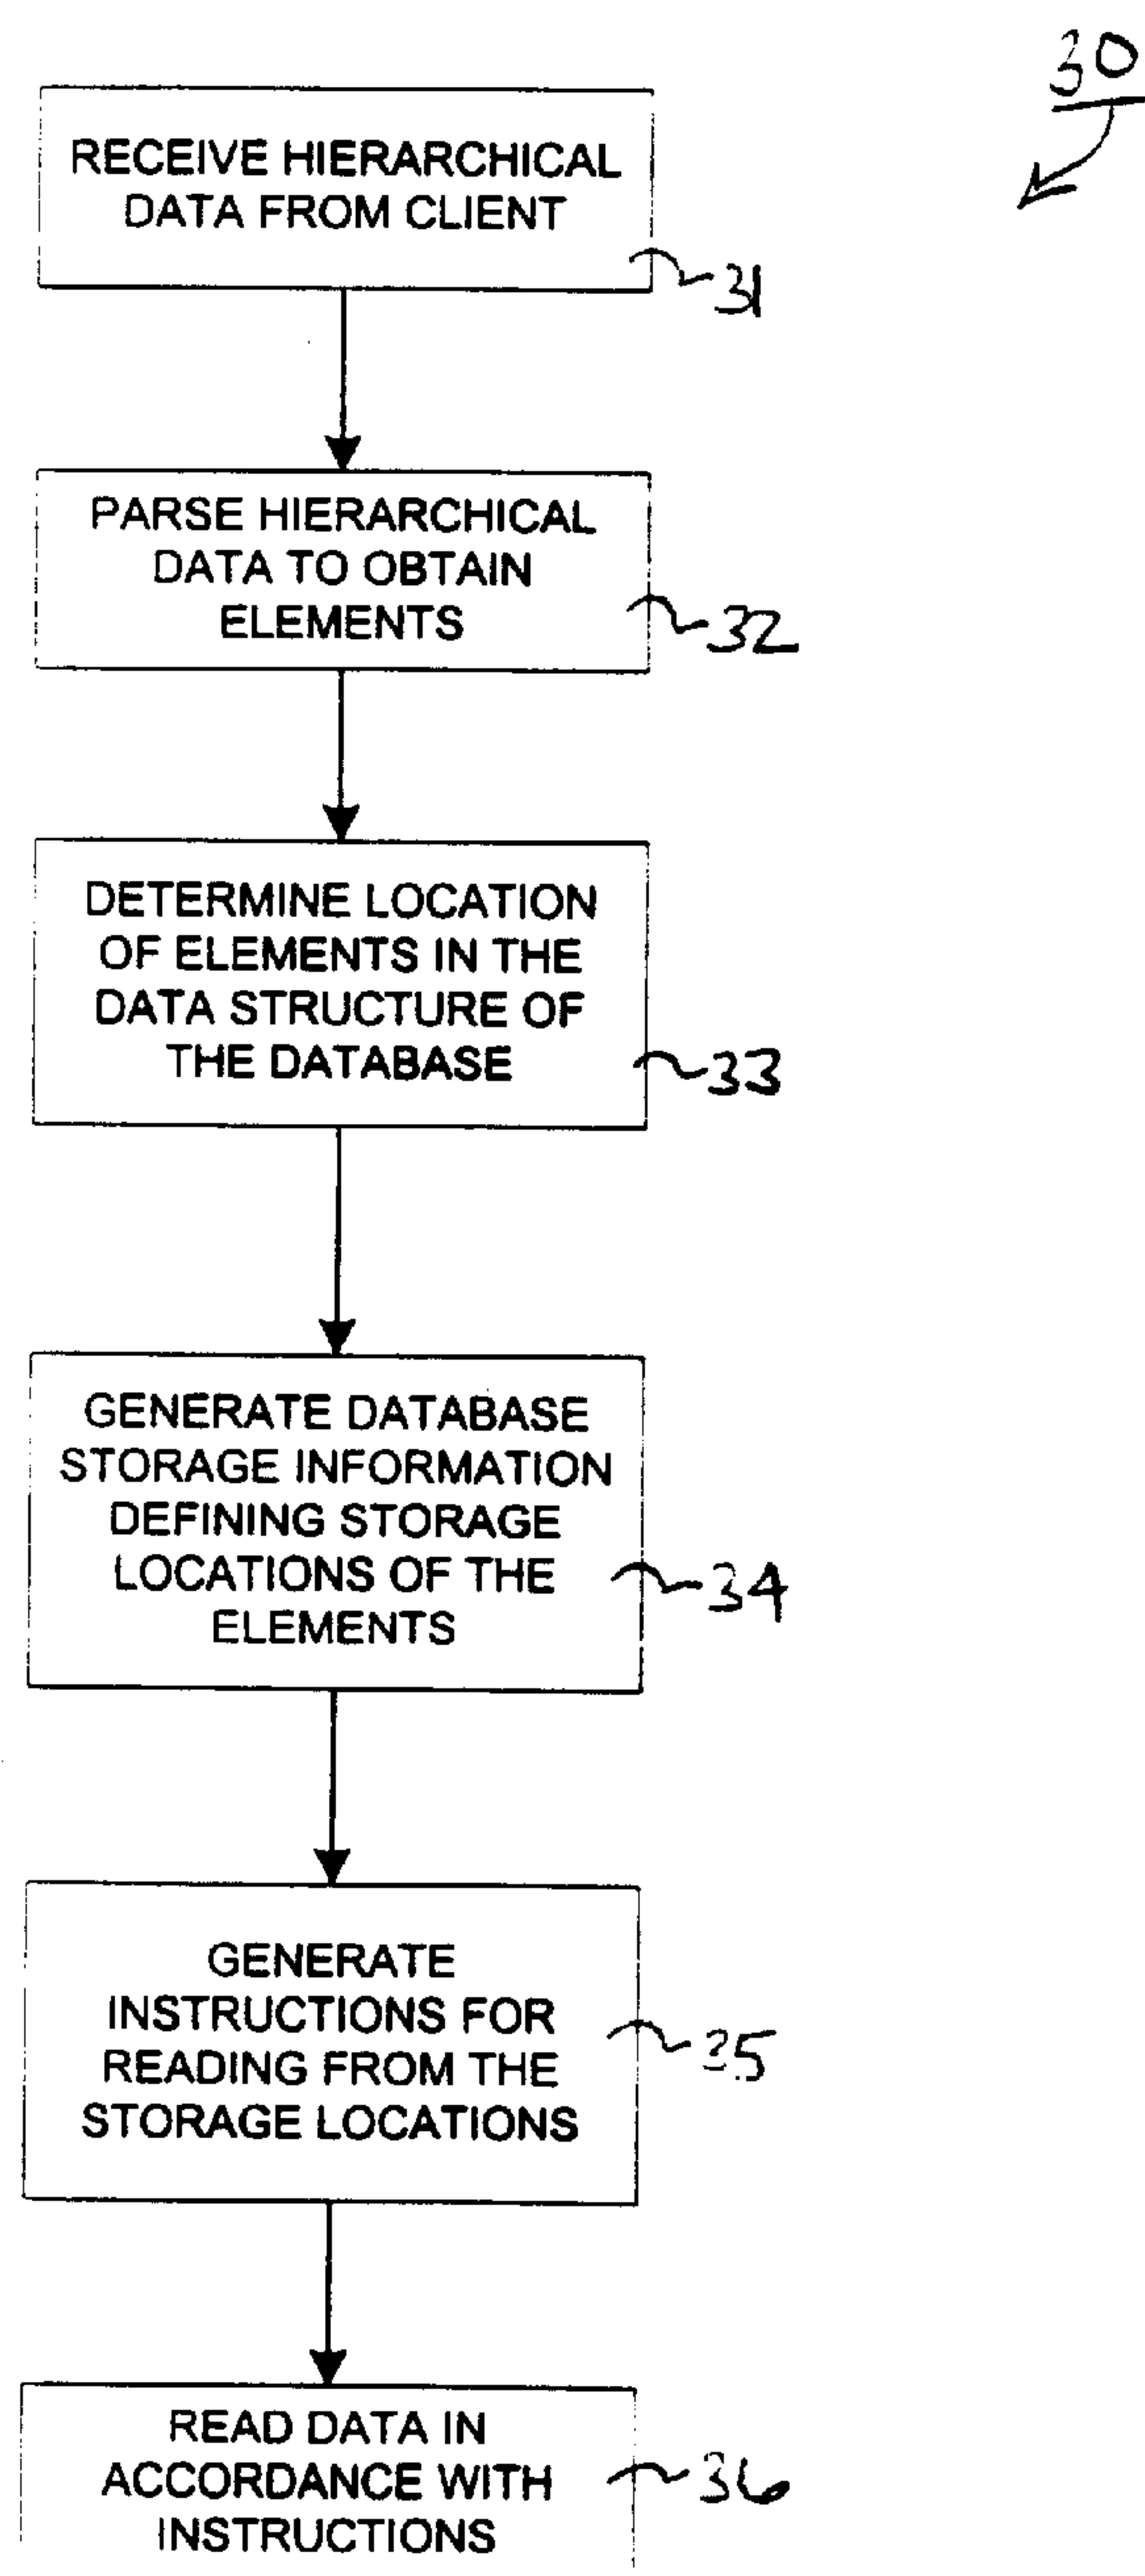 30
RECEIVE HIERARCHICAL
DATA FROM CLIENT
31
PARSE HIERARCHICAL
DATA TO OBTAIN
ELEMENTS
32
DETERMINE LOCATION
OF ELEMENTS IN THE
DATA STRUCTURE OF
THE DATABASE
33
GENERATE DATABASE
STORAGE INFORMATION
DEFINING STORAGE
LOCATIONS OF THE
ELEMENTS
34
GENERATE
INSTRUCTIONS FOR
READING FROM THE
STORAGE LOCATIONS
35
READ DATA IN
ACCORDANCE WITH
INSTRUCTIONS
36